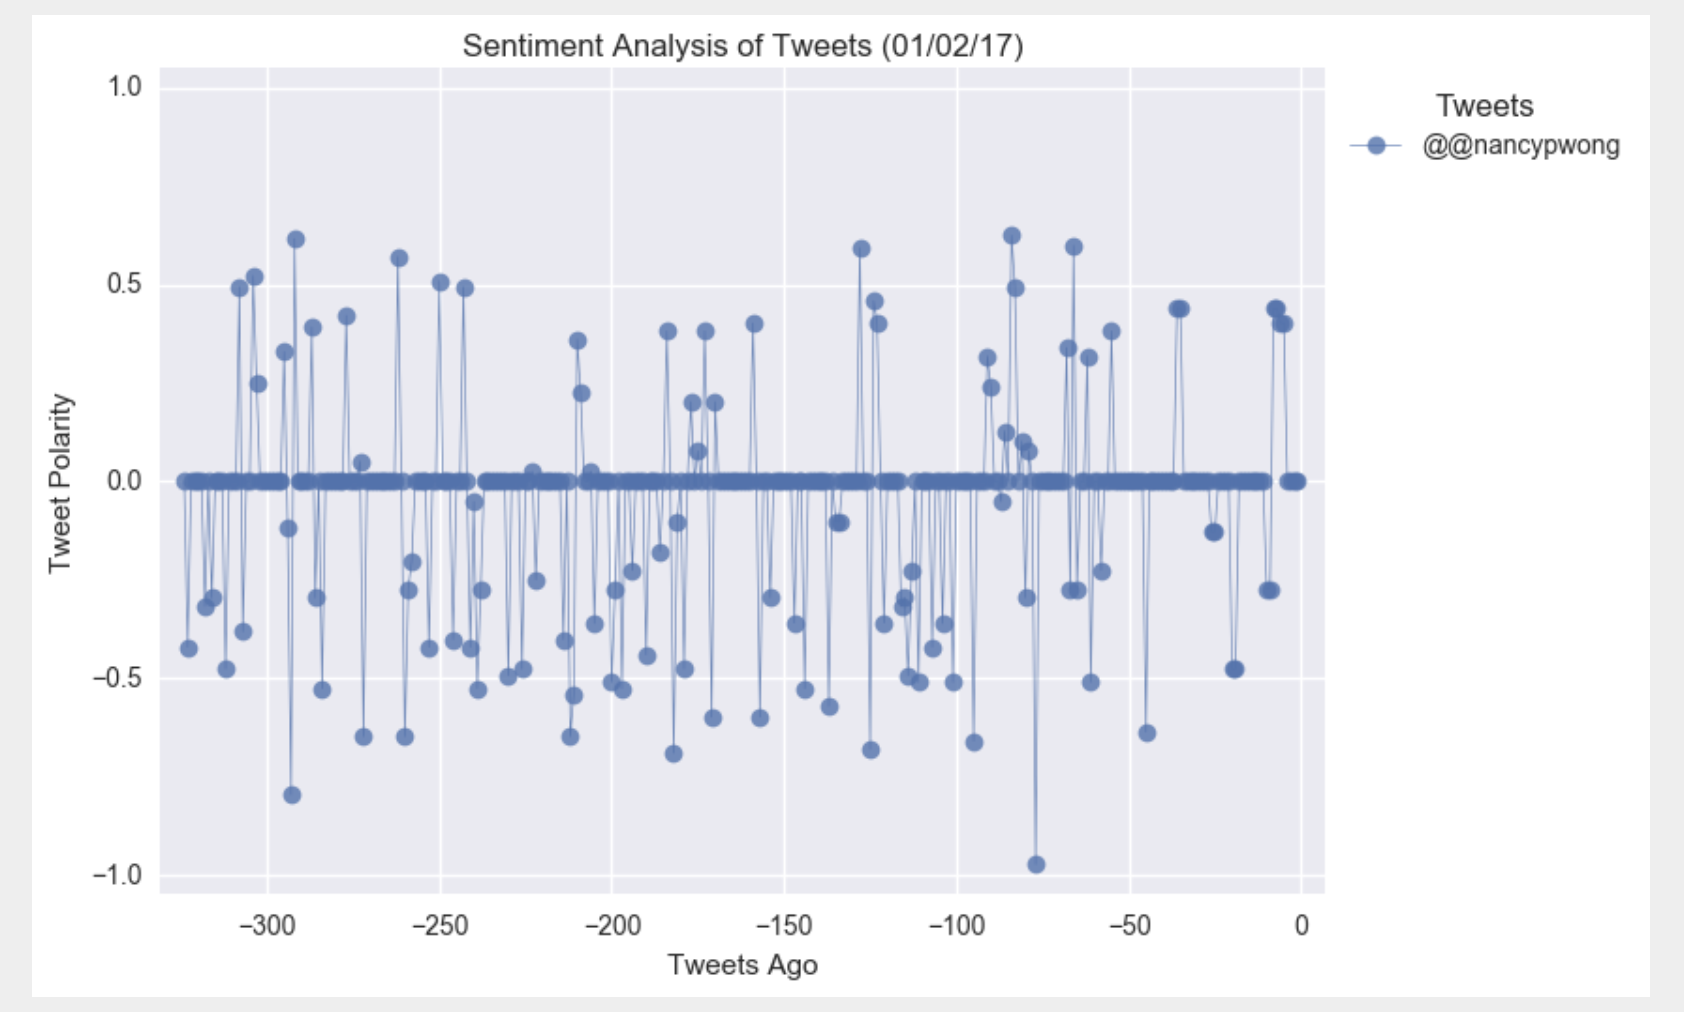 Sentiment Analysis of Tweets (01/02/17)
1.0
0.5
0.0
−0.5
−1.0
Tweet Polarity
−300 −250 −200 −150 −100 −50 0
Tweets Ago
Tweets
@@nancypwong